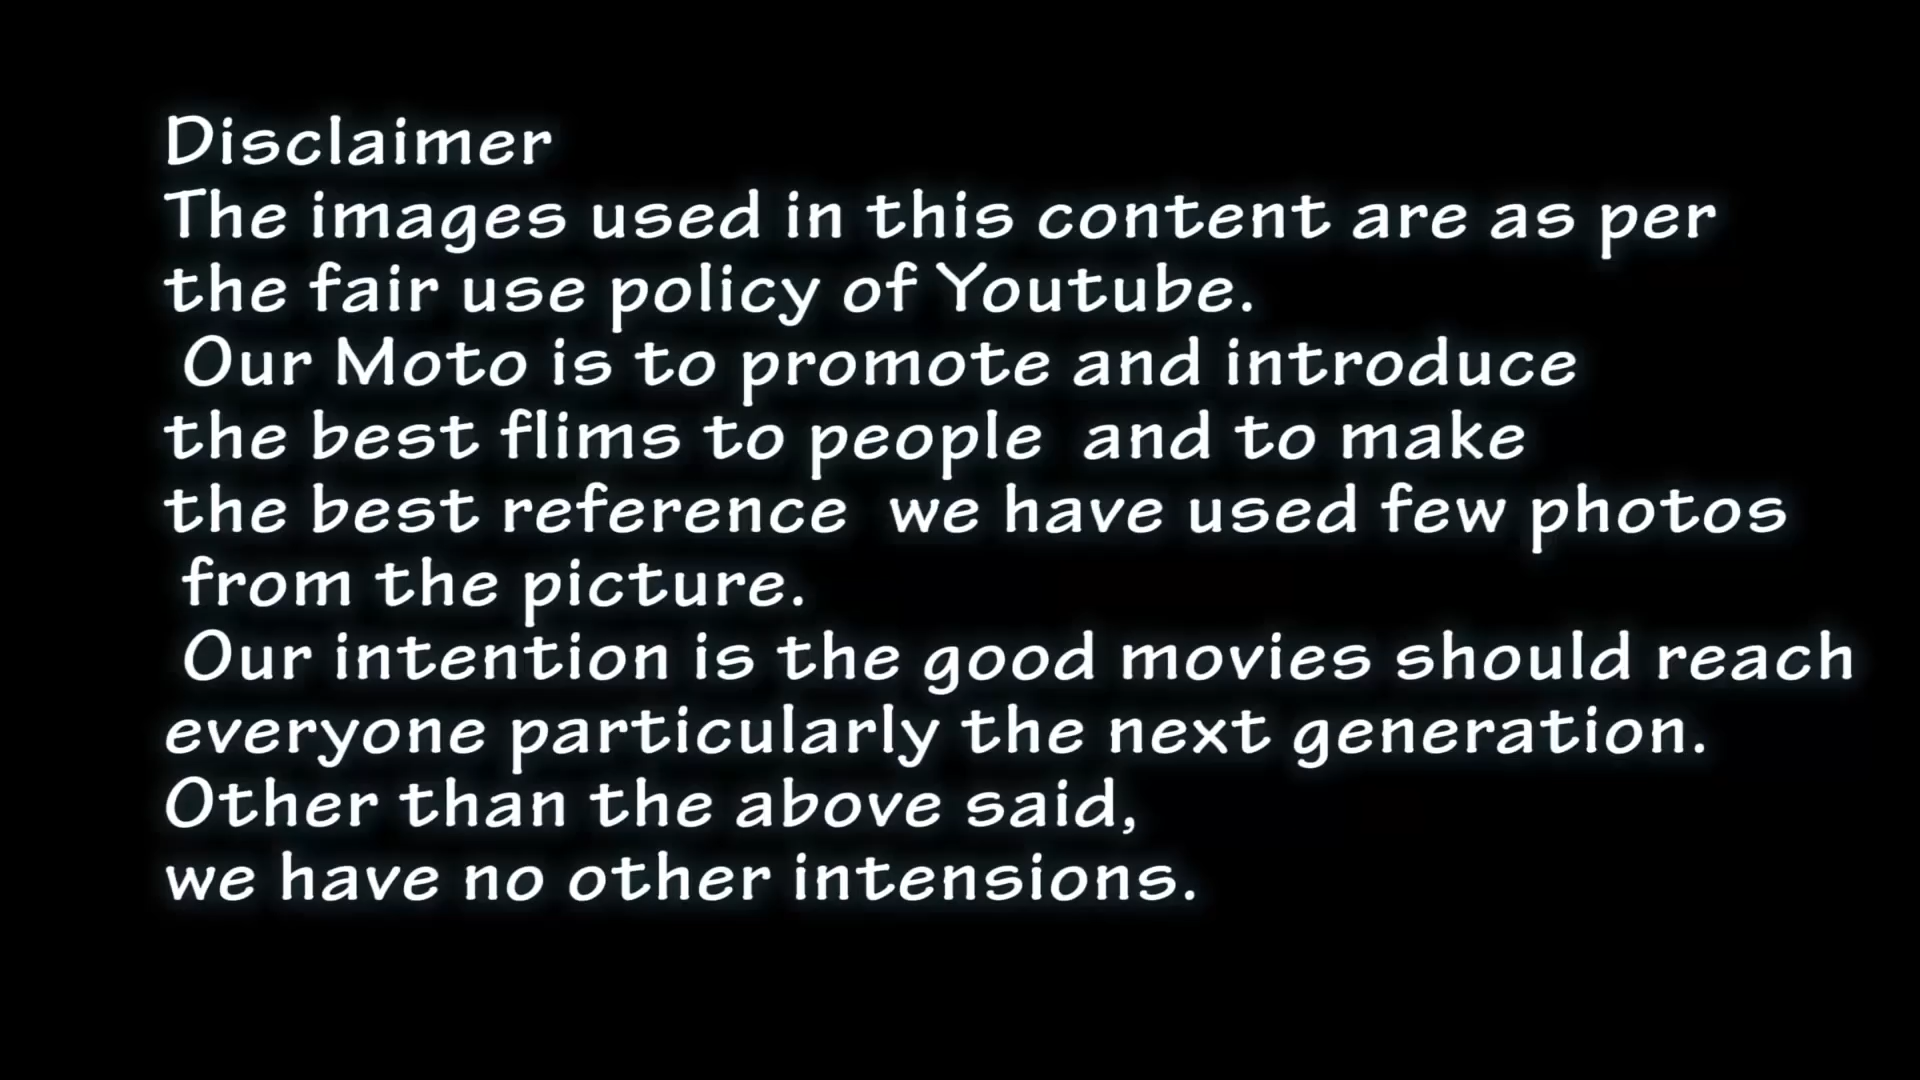 Disclaimer
The images used in this content are as per
the fair use policy of Youtube.
Our Moto is to promote and introduce
the best flims to people and to make
the best reference we have used few photos
from the picture.
Our intention is the good movies should reach
everyone particularly the next generation.
Other than the above said,
we have no other intensions.